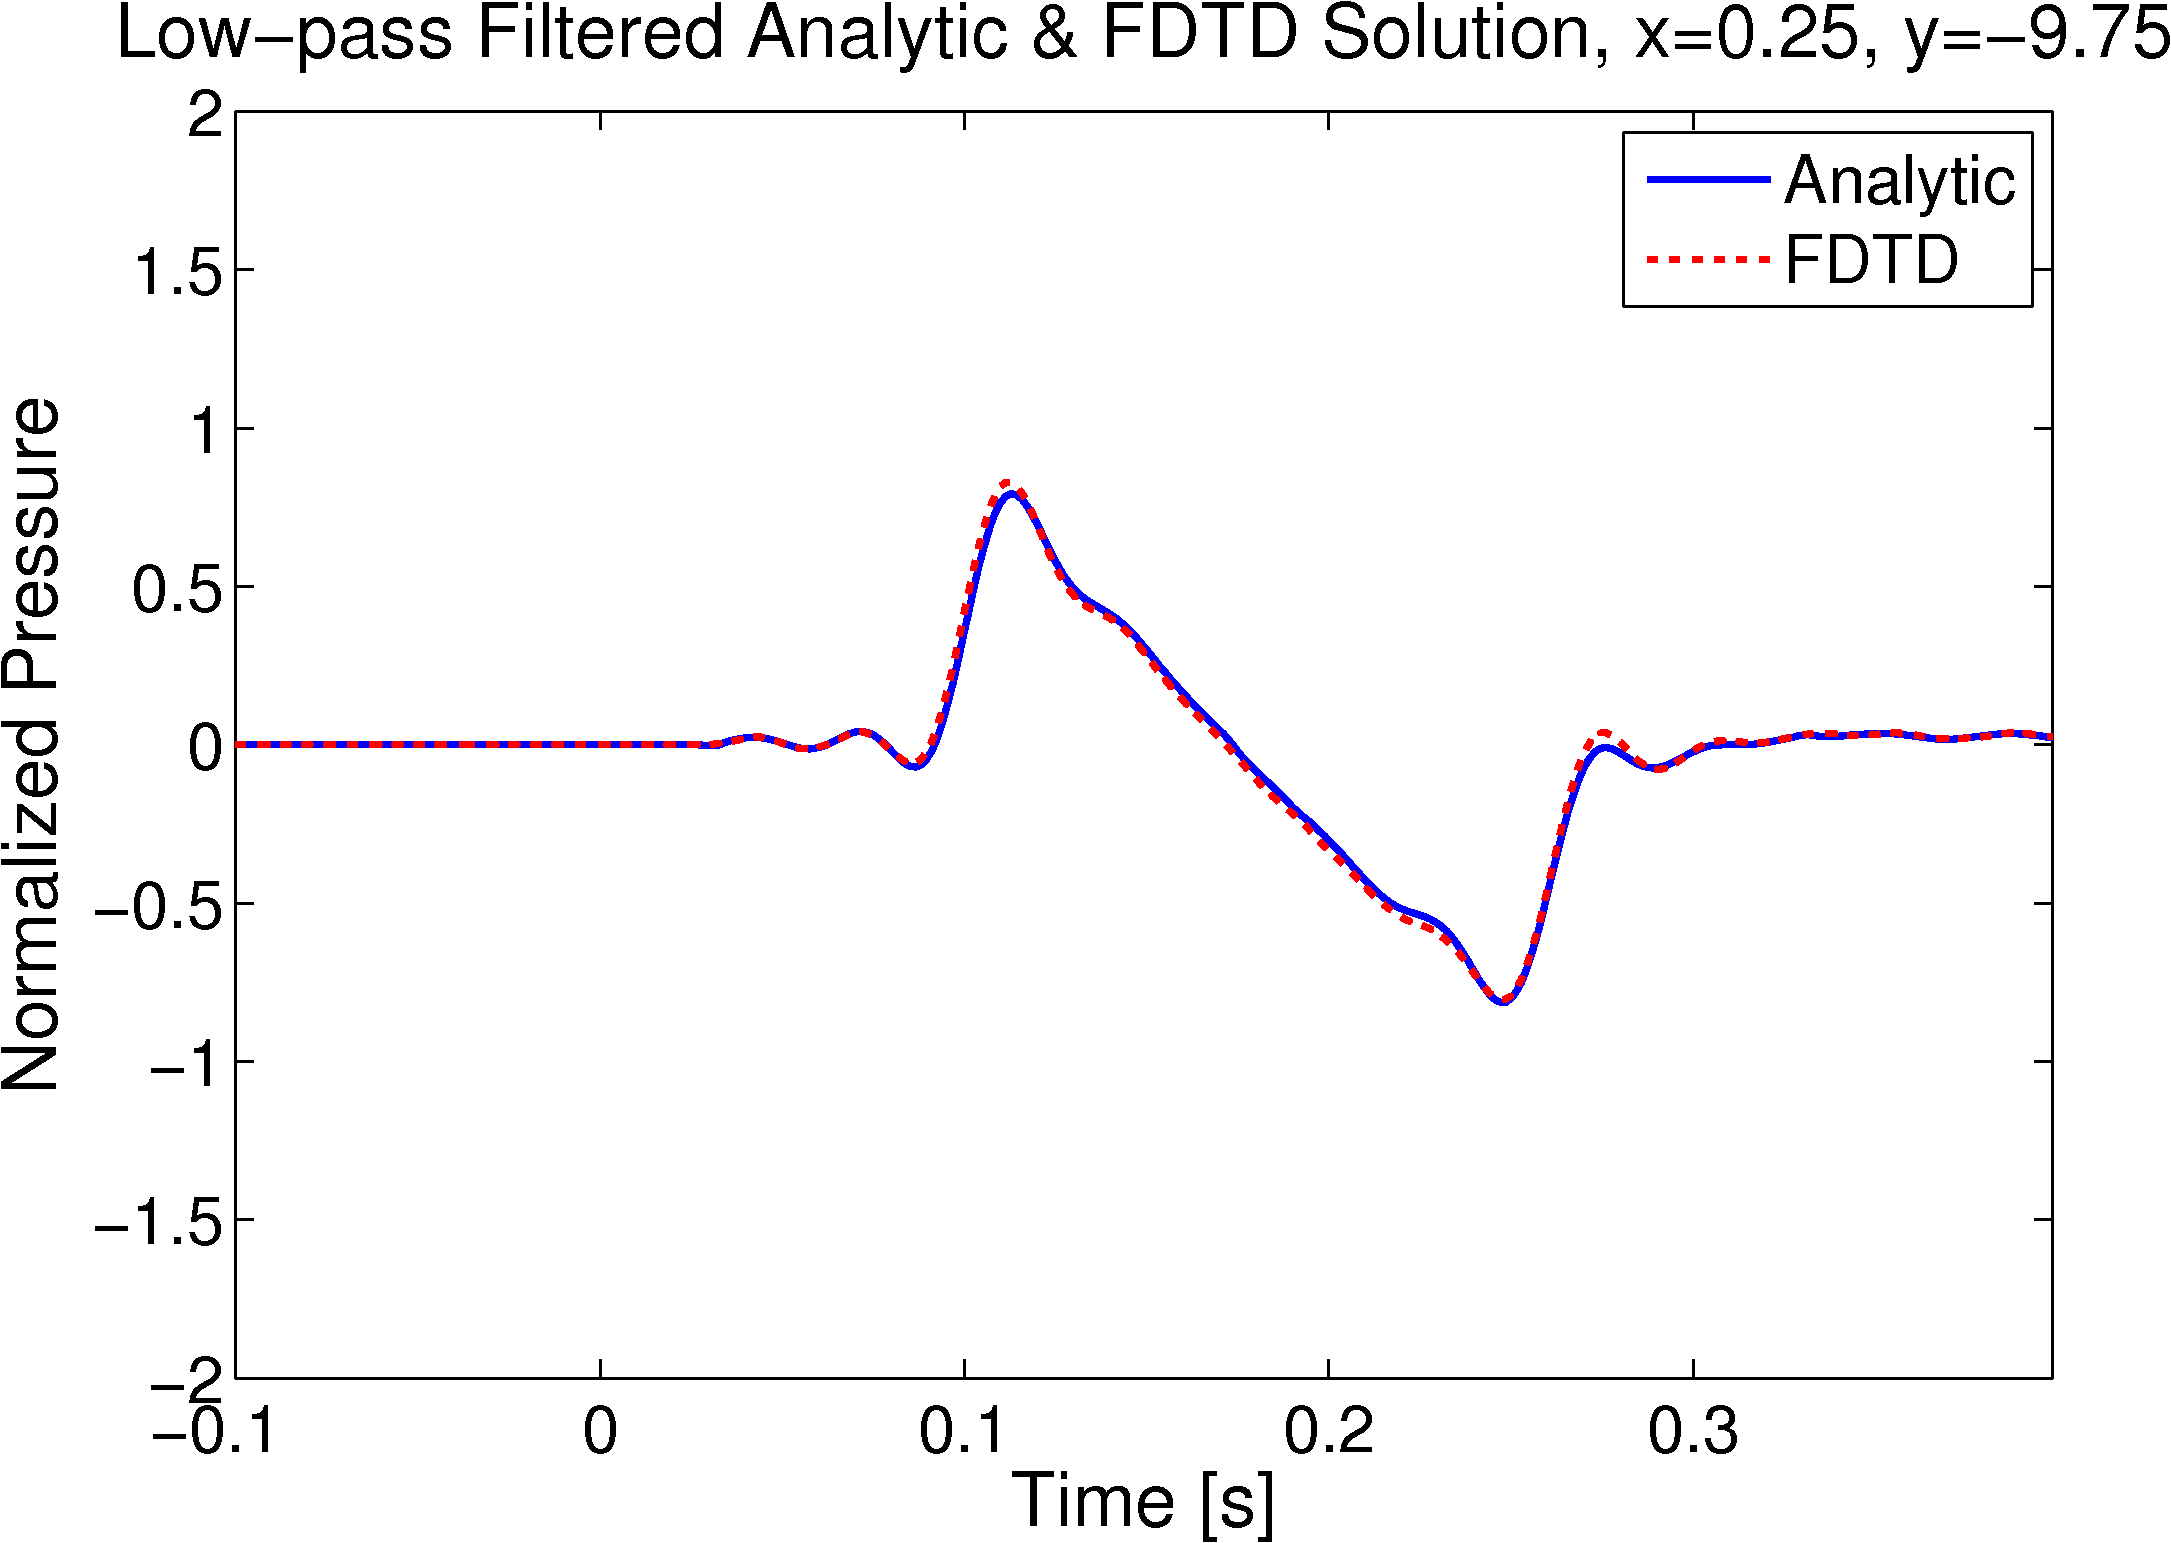 Low−pass Filtered Analytic & FDTD Solution, x=0.25, y=−9.75
2
1.5
1
0.5
0
−0.5
−1
−1.5
−2
Normalized Pressure
Analytic
FDTD
−0.1 0 0.1 0.2 0.3
Time [s]